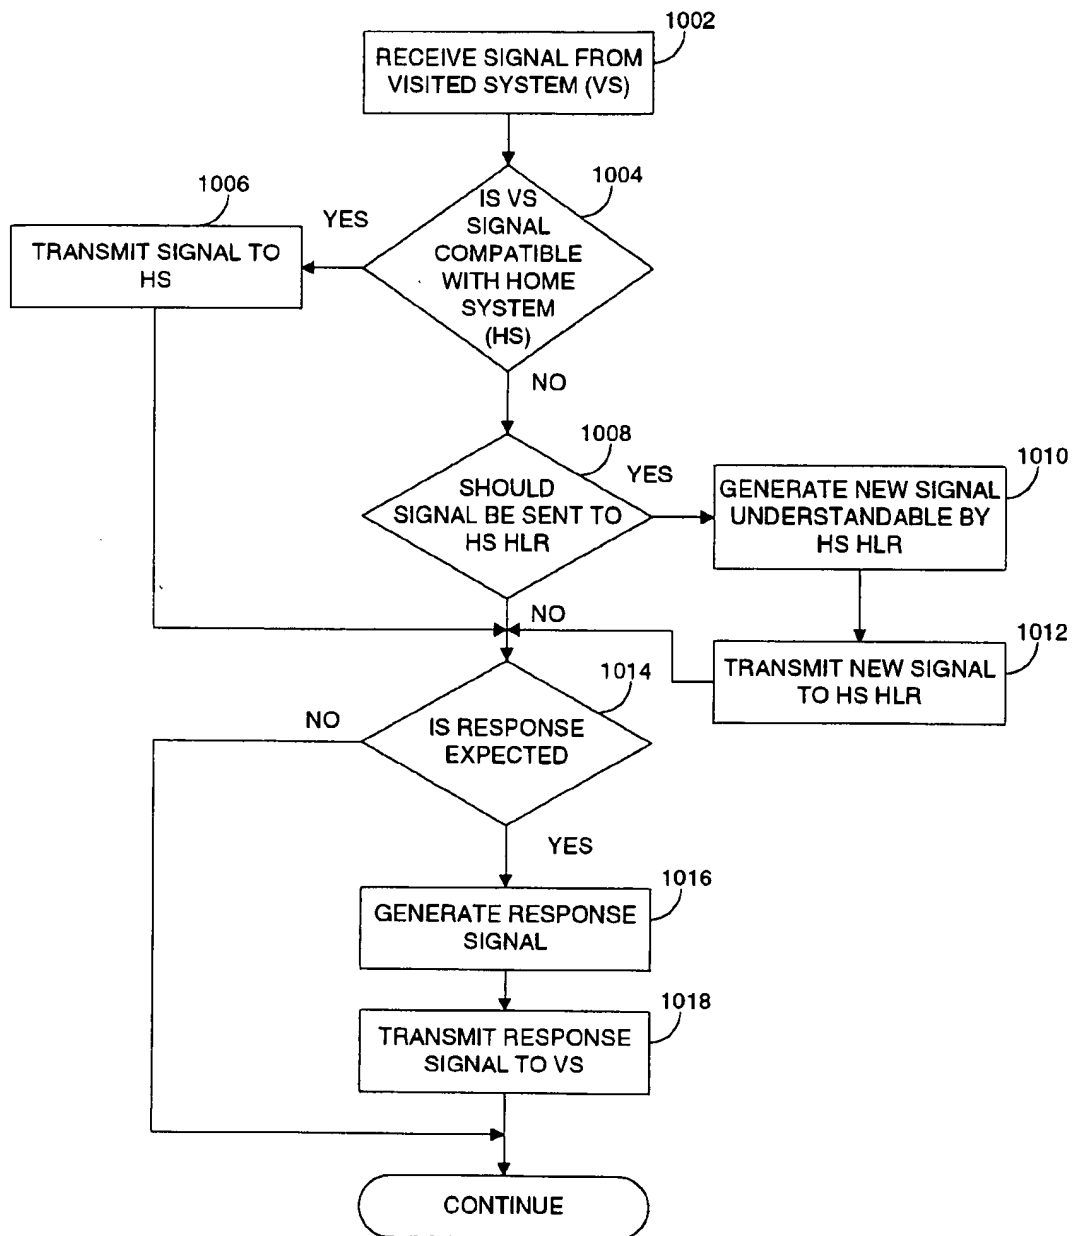 1002
RECEIVE SIGNAL FROM
VISITED SYSTEM (VS)
1004
IS VS
SIGNAL
COMPATIBLE
WITH HOME
SYSTEM
(HS)
YES
1006
TRANSMIT SIGNAL TO
HS
NO
1008
SHOULD
SIGNAL BE SENT TO
HS HLR
YES
1010
GENERATE NEW SIGNAL
UNDERSTANDABLE BY
HS HLR
NO
1012
TRANSMIT NEW SIGNAL
TO HS HLR
1014
IS RESPONSE
EXPECTED
NO
YES
1016
GENERATE RESPONSE
SIGNAL
1018
TRANSMIT RESPONSE
SIGNAL TO VS
CONTINUE